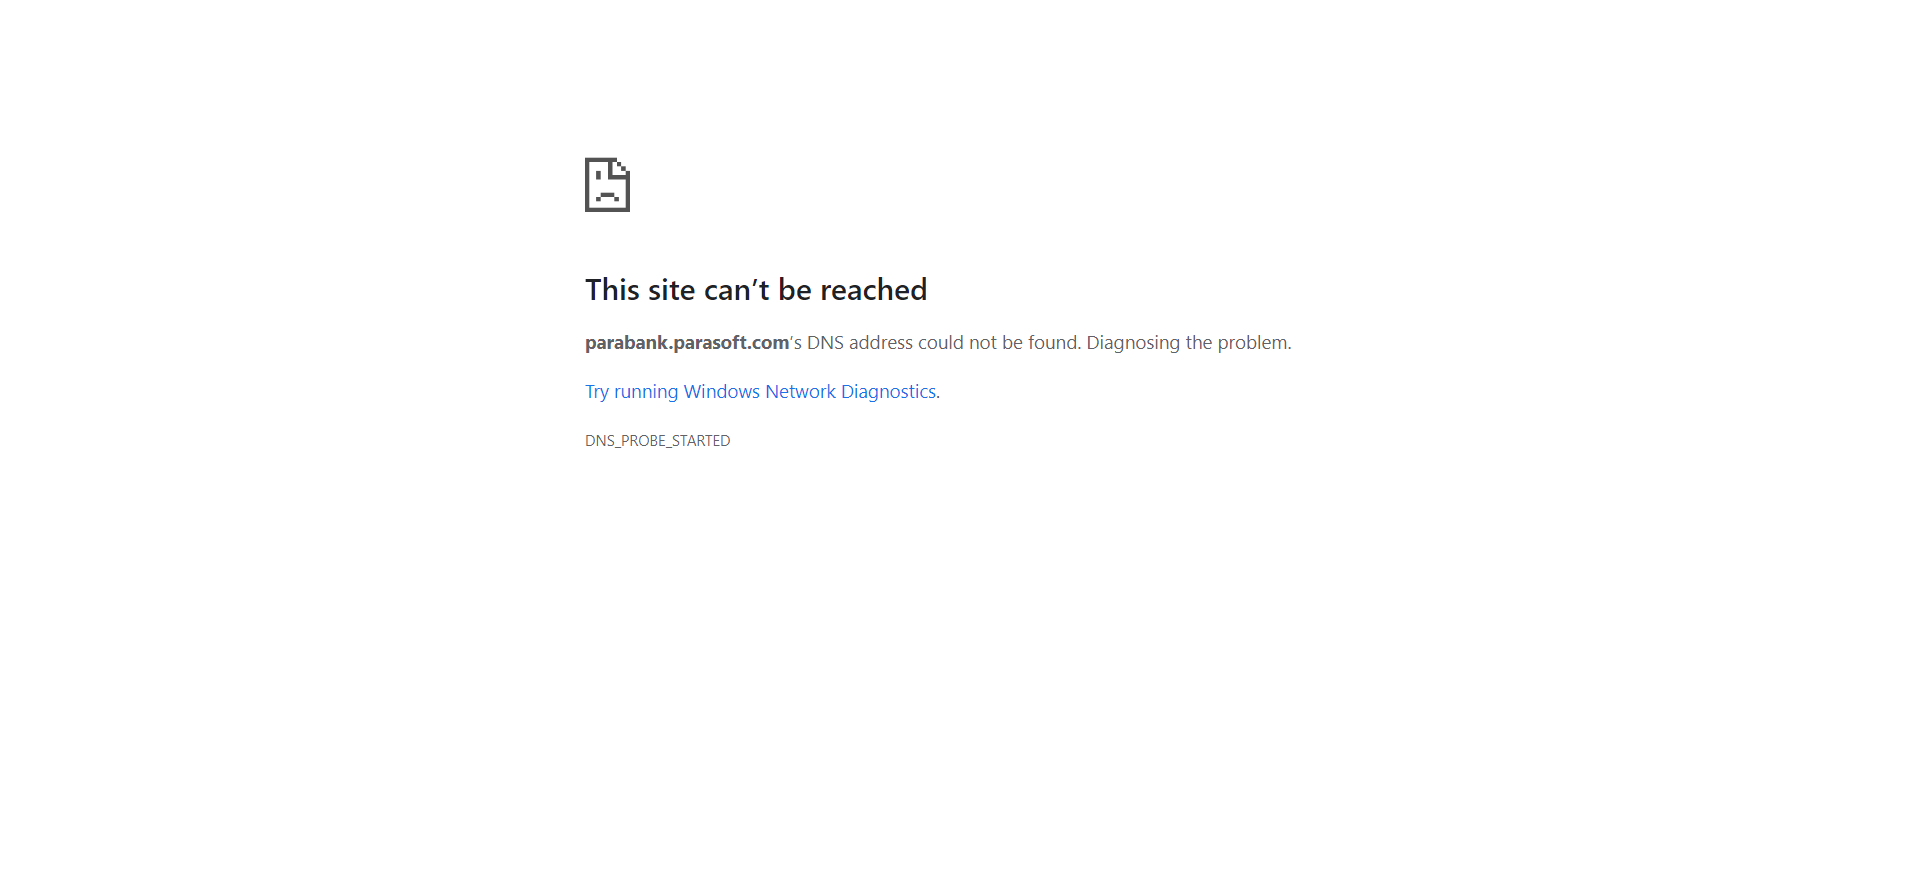 This site can’t be reached
parabank.parasoft.com’s DNS address could not be found. Diagnosing the problem.
Try running Windows Network Diagnostics.
DNS_PROBE_STARTED